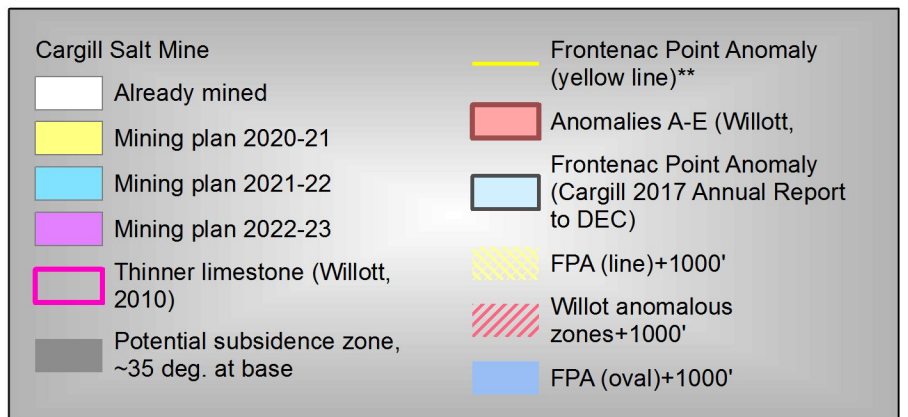 Cargill Salt Mine
Already mined
Mining plan 2020-21
Mining plan 2021-22
Mining plan 2022-23
Thinner limestone (Willott,
2010)
Potential subsidence zone,
~35 deg. at base
Frontenac Point Anomaly
(yellow line)**
Anomalies A-E (Willott,
Frontenac Point Anomaly
(Cargill 2017 Annual Report
to DEC)
FPA (line)+1000'
Willot anomalous
zones+1000'
FPA (oval)+1000'